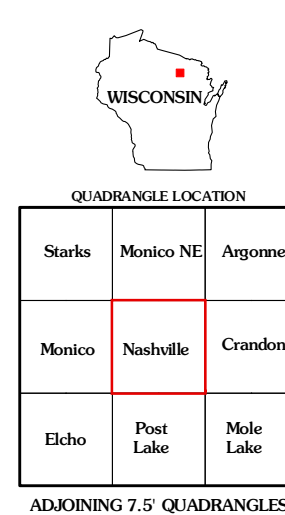 WISCONSIN
QUADRANGLE LOCATION
Starks Monico NE Argonne
Monico Nashville Crandon
Elcho Post Lake Mole Lake
ADJOINING 7.5' QUADRANGLES